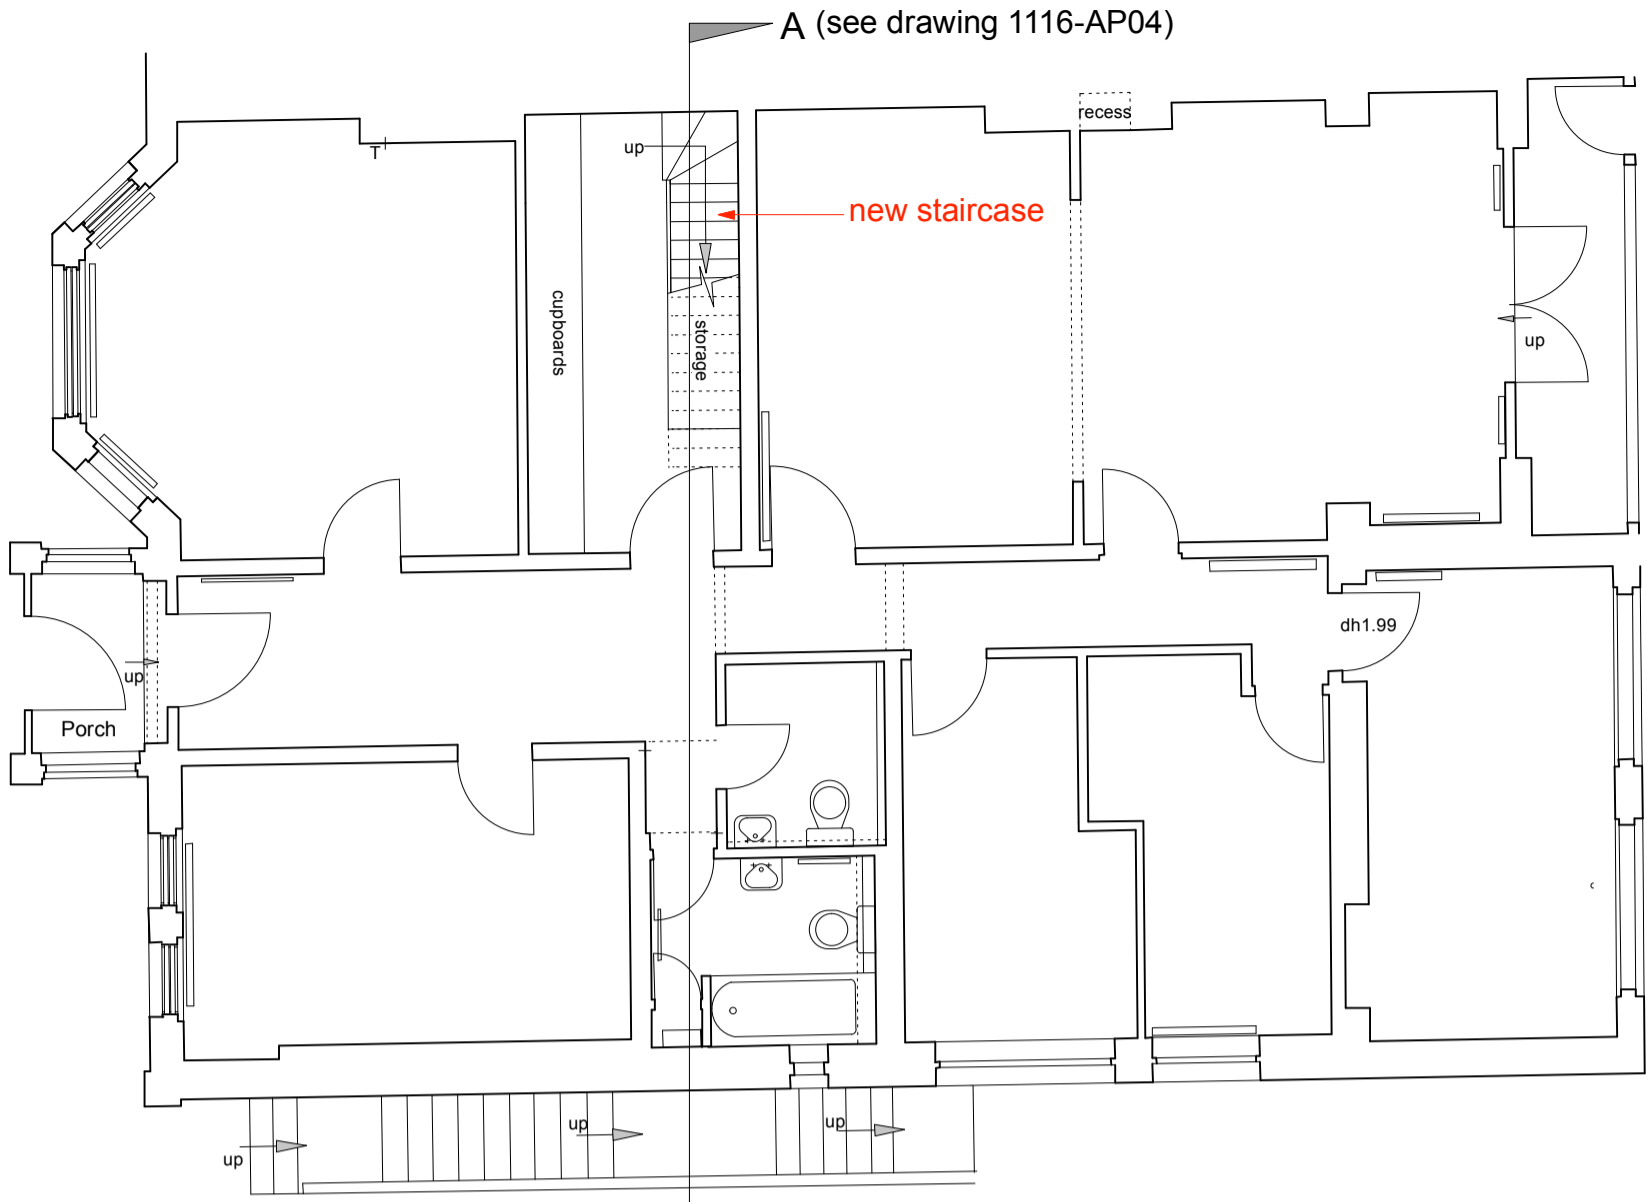 A (see drawing 1116-AP04)
recess
T
up
new staircase
cupboards
storage
up
dh1.99
up
Porch
c
up
up
up